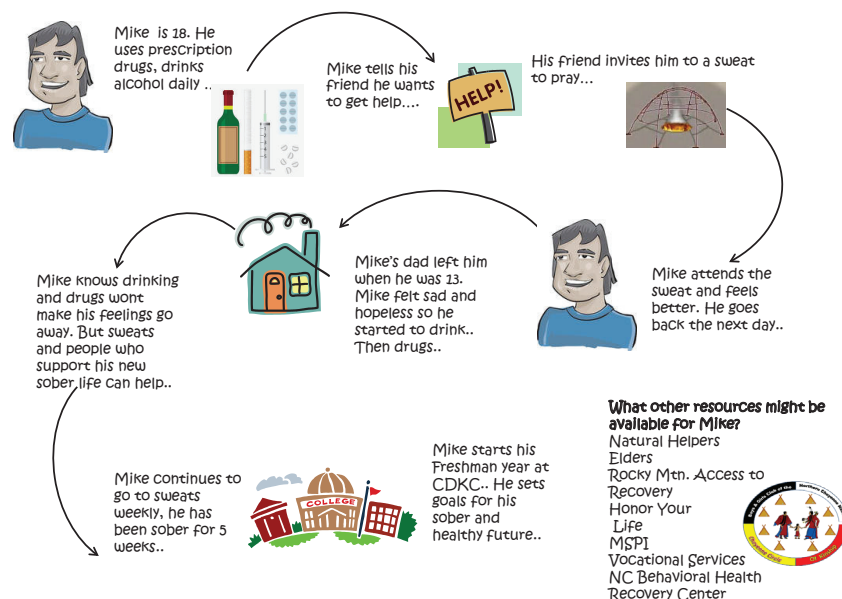 Mike  is 18. He
uses prescription
drugs, drinks
alcohol daily ..
Mike tells his
friend he wants
to get help....
HELP!
His friend invites him to a sweat
to pray...
Mike attends the
sweat and feels
better. He goes
back the next day..
Mike's dad left him
when he was 13.
Mike felt sad and
hopeless so he
started to drink..
Then drugs..
Mike knows drinking
and drugs wont
make his feelings go
away. But sweats
and people who
support his new
sober life can help..
Mike continues to
go to sweats
weekly, he has
been sober for 5
weeks..
COLLEGE
Mike starts his
Freshman year at
CDKC.. He sets
goals for his
sober and
healthy future..
What other resources might be
available for Mike?
Natural Helpers
Elders
Rocky Mtn. Access to
Recovery
Honor Your
Life
MSPI
Vocational Services
NC Behavioral Health
Recovery Center
Boys & Girls Club of the
Northern Cheyenne